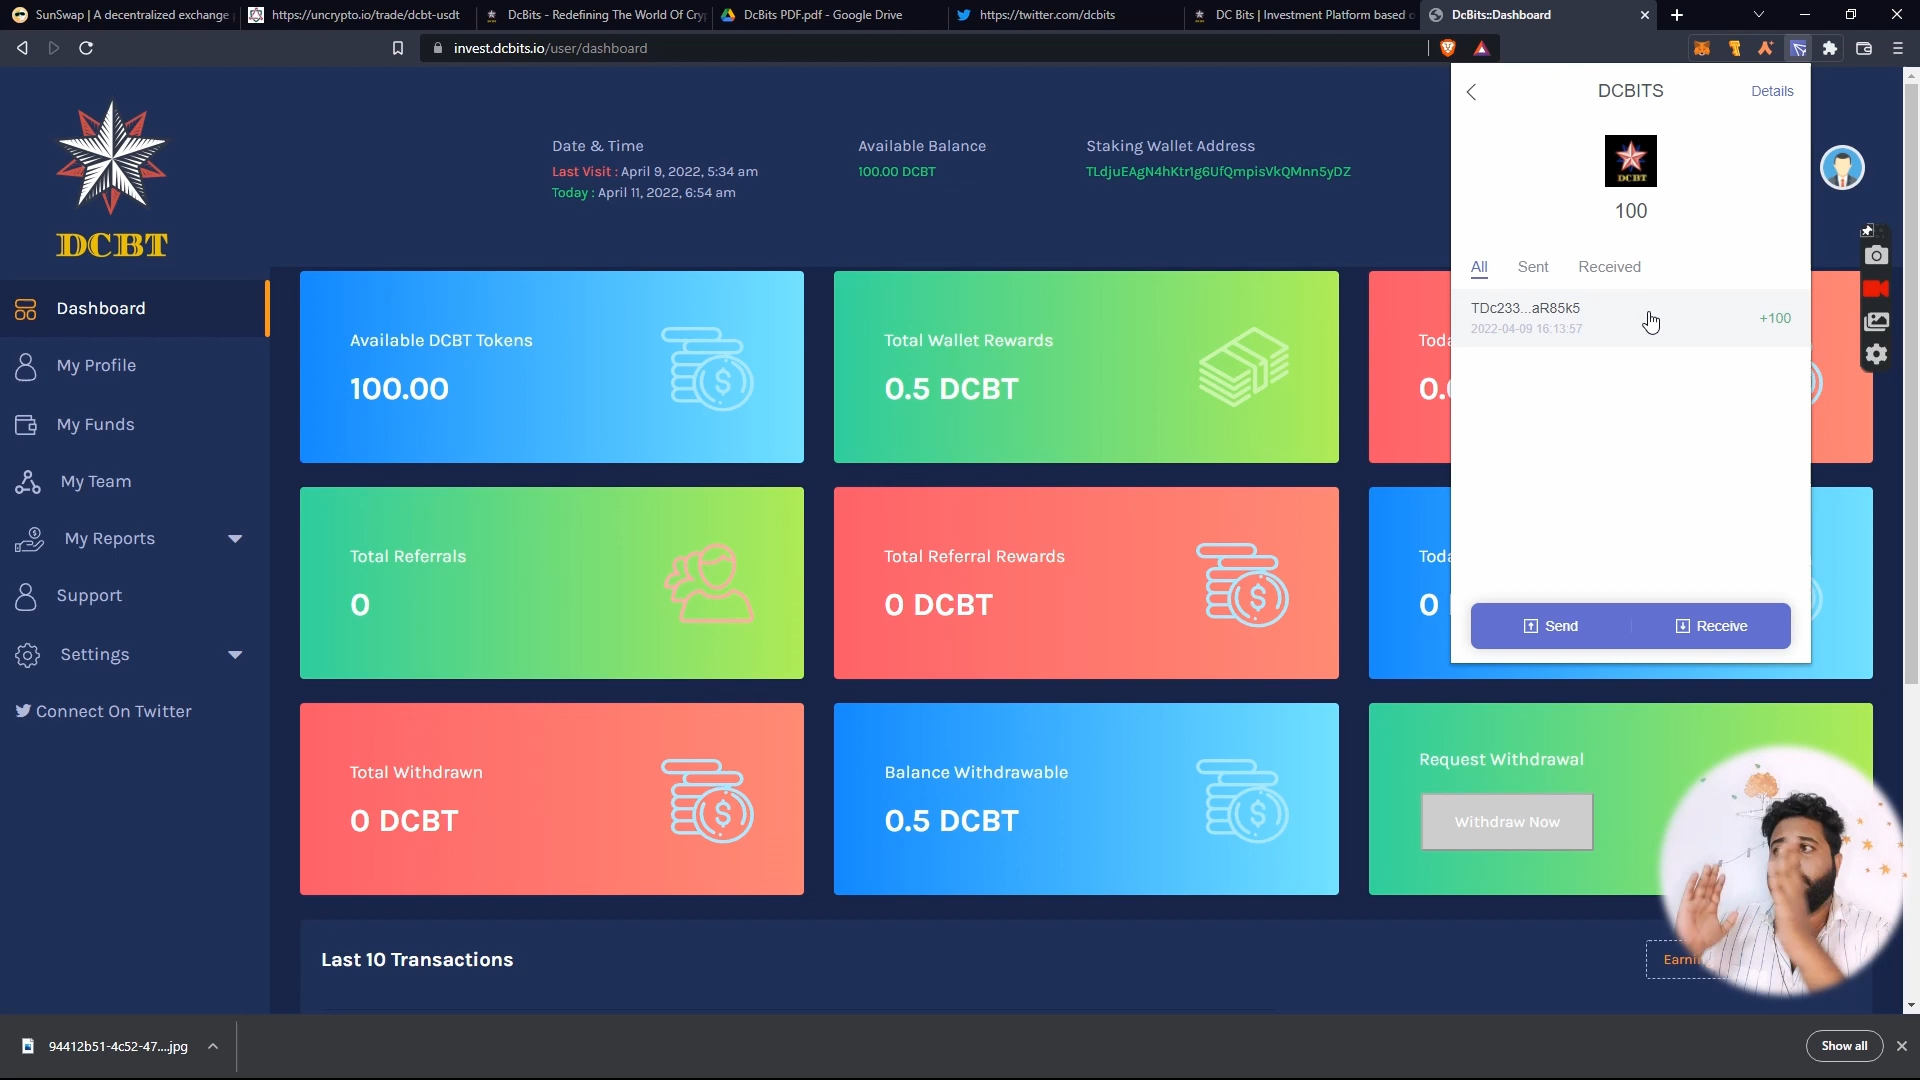 SunSwap | A decentralized exchange
https://uncrypto.io/trade/dcbt-usdt
DcBits - Redefining The World Of Cry
DcBits PDF.pdf - Google Drive
https://twitter.com/dcbits
DC Bits | Investment Platform based o
DcBits::Dashboard
invest.dcbits.io/user/dashboard
DCBT
Date & Time
Last Visit : April 9, 2022, 5:34 am
Today : April 11, 2022, 6:54 am
Available Balance
100.00 DCBT
Staking Wallet Address
TLdjuEAgN4hKtr1g6UfQmpisVkQMnn5yDZ
DCBITS
Details
DCBT
100
All
Sent
Received
TDc233...aR85k5
2022-04-09 16:13:57
+100
Send
Receive
Dashboard
My Profile
My Funds
My Team
My Reports
Support
Settings
Connect On Twitter
Available DCBT Tokens
100.00
Total Wallet Rewards
0.5 DCBT
Toda
0.0
Total Referrals
0
Total Referral Rewards
0 DCBT
Toda
0
Total Withdrawn
0 DCBT
Balance Withdrawable
0.5 DCBT
Request Withdrawal
Withdraw Now
Last 10 Transactions
Earnin
94412b51-4c52-47....jpg
Show all